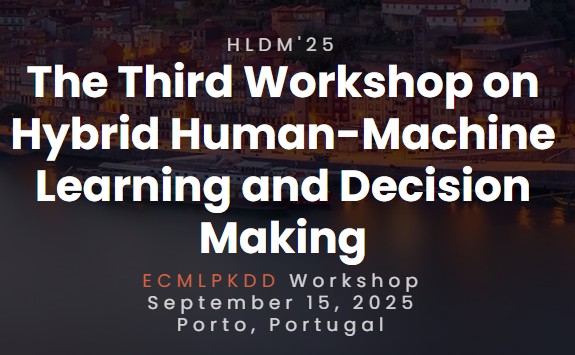 HLDM'25
The Third Workshop on
Hybrid Human-Machine
Learning and Decision
Making
ECMLPKDD Workshop
September 15, 2025
Porto, Portugal